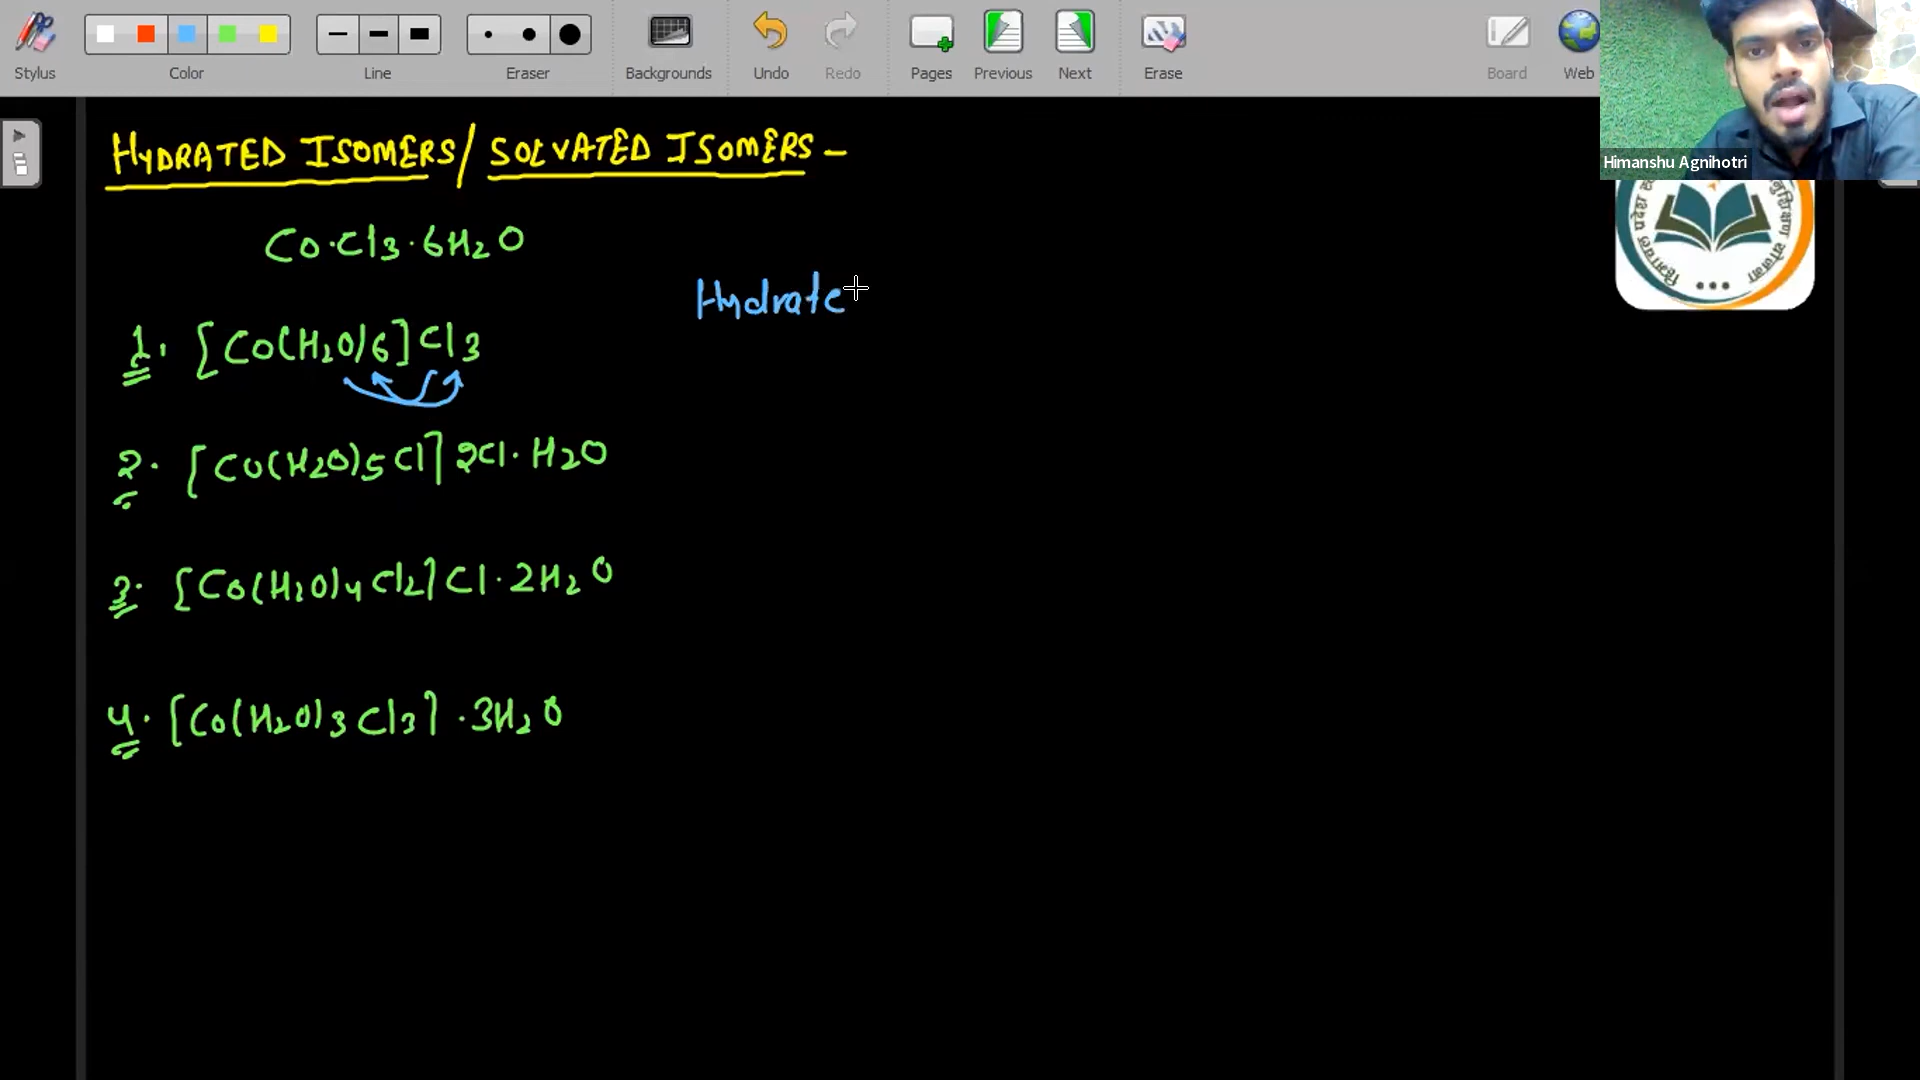 Stylus
Color
Line
Eraser
Backgrounds
Undo
Redo
Pages
Previous
Next
Erase
Board
Web
Himanshu Agnihotri
HYDRATED ISOMERS/ SOLVATED ISOMERS -
Co·Cl3·6H2O
Hydrate
1. [Co(H2O)6]Cl3
2. [Co(H2O)5Cl]2Cl·H2O
3. [Co(H2O)4Cl2]Cl·2H2O
4. [Co(H2O)3Cl3]·3H2O